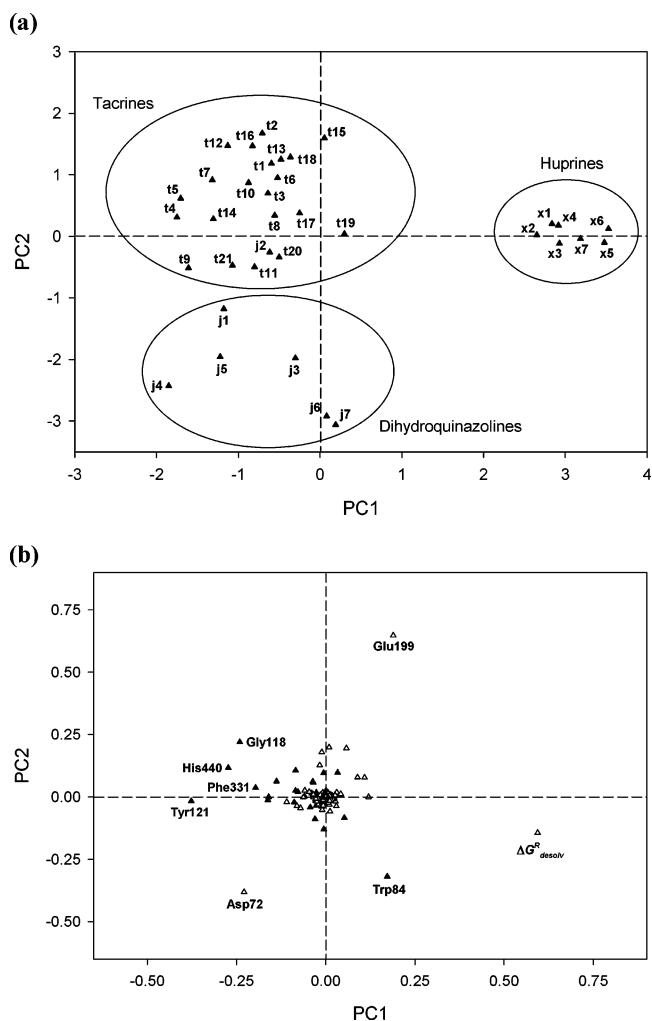 (a)
3
2
1
0
-1
-2
-3
PC2
Tacrines
Huprines
Dihydroquinazolines
t2
t15
t12
t16
t13
t1
t18
t7
t10
t6
t5
t3
t4
t14
t8
t17
t19
j2
t9
t21
t11
t20
x1
x4
x6
x2
x3
x7
x5
j1
j5
j3
j4
j6
j7
-3 -2 -1 0 1 2 3 4
PC1
(b)
0.75
0.50
0.25
0.00
-0.25
-0.50
PC2
Glu199
Gly118
His440
Phe331
Tyr121
ΔG^R_desolv
Trp84
Asp72
-0.50 -0.25 0.00 0.25 0.50 0.75
PC1